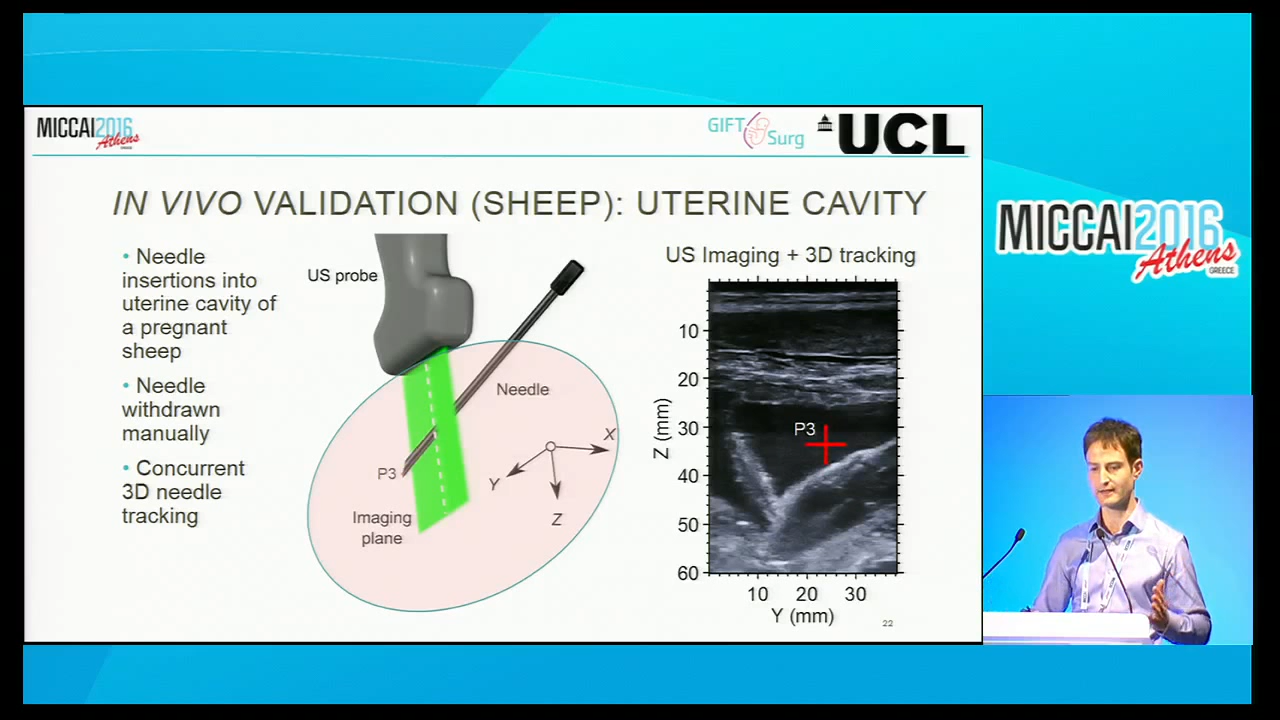 MICCAI2016
Athens
GREECE
GIFT
Surg
UCL
IN VIVO VALIDATION (SHEEP): UTERINE CAVITY
• Needle
insertions into
uterine cavity of
a pregnant
sheep
• Needle
withdrawn
manually
• Concurrent
3D needle
tracking
US probe
Needle
P3
X
Y
Z
Imaging
plane
US Imaging + 3D tracking
P3
10
20
30
40
50
60
Z (mm)
10 20 30
Y (mm)
22
MICCAI2016
Athens
GREECE